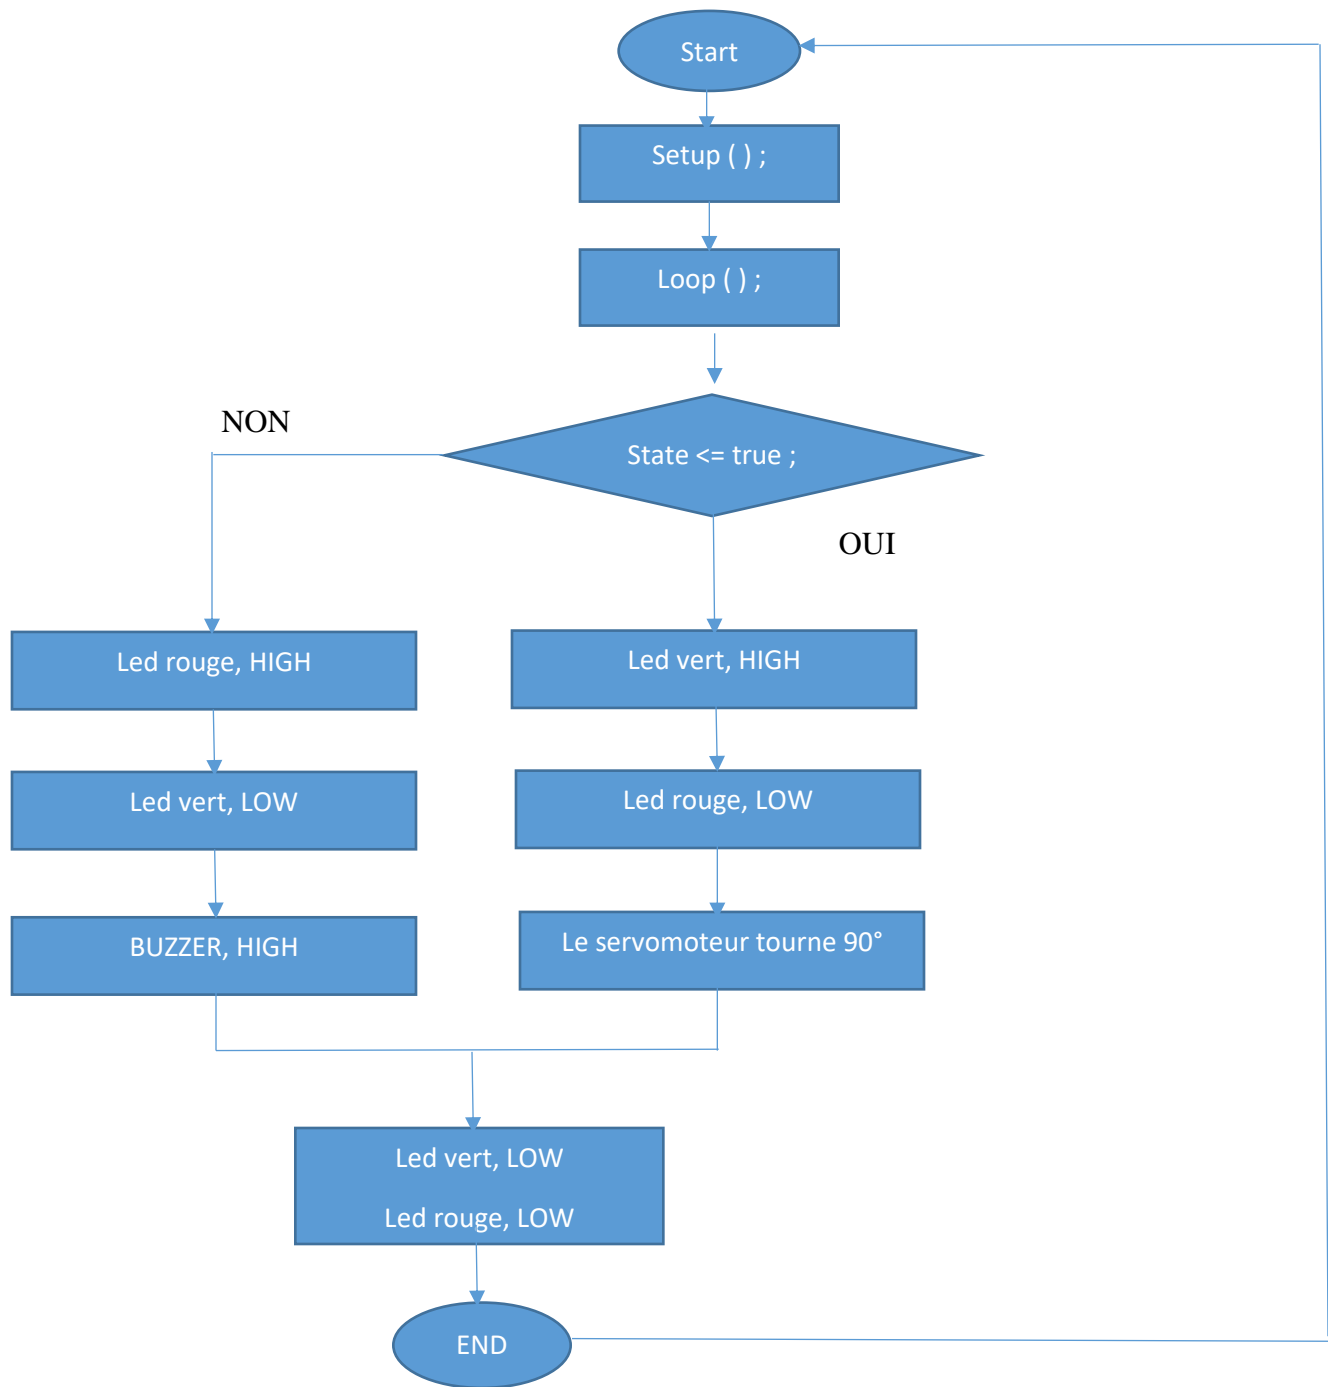 Start
Setup ( ) ;
Loop ( ) ;
State <= true ;
NON
OUI
Led rouge, HIGH
Led vert, LOW
BUZZER, HIGH
Led vert, HIGH
Led rouge, LOW
Le servomoteur tourne 90°
Led vert, LOW
Led rouge, LOW
END